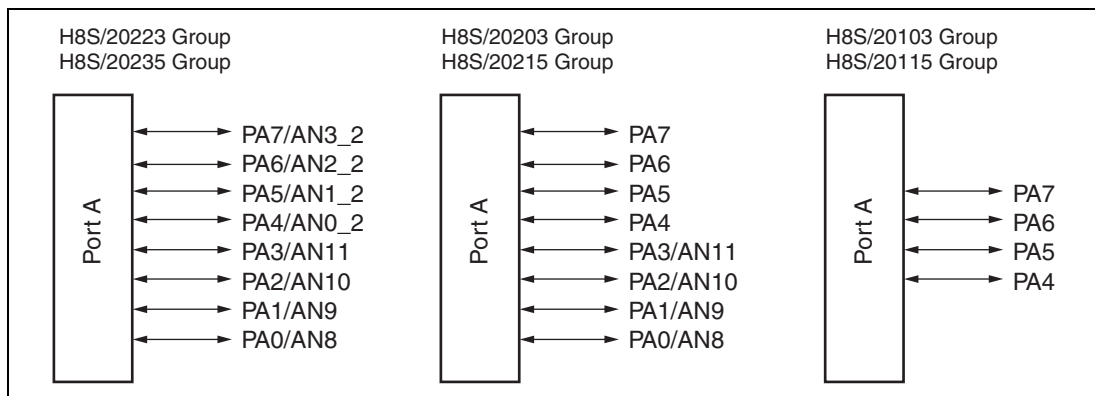 H8S/20223 Group
H8S/20235 Group
Port A
PA7/AN3_2
PA6/AN2_2
PA5/AN1_2
PA4/AN0_2
PA3/AN11
PA2/AN10
PA1/AN9
PA0/AN8
H8S/20203 Group
H8S/20215 Group
Port A
PA7
PA6
PA5
PA4
PA3/AN11
PA2/AN10
PA1/AN9
PA0/AN8
H8S/20103 Group
H8S/20115 Group
Port A
PA7
PA6
PA5
PA4